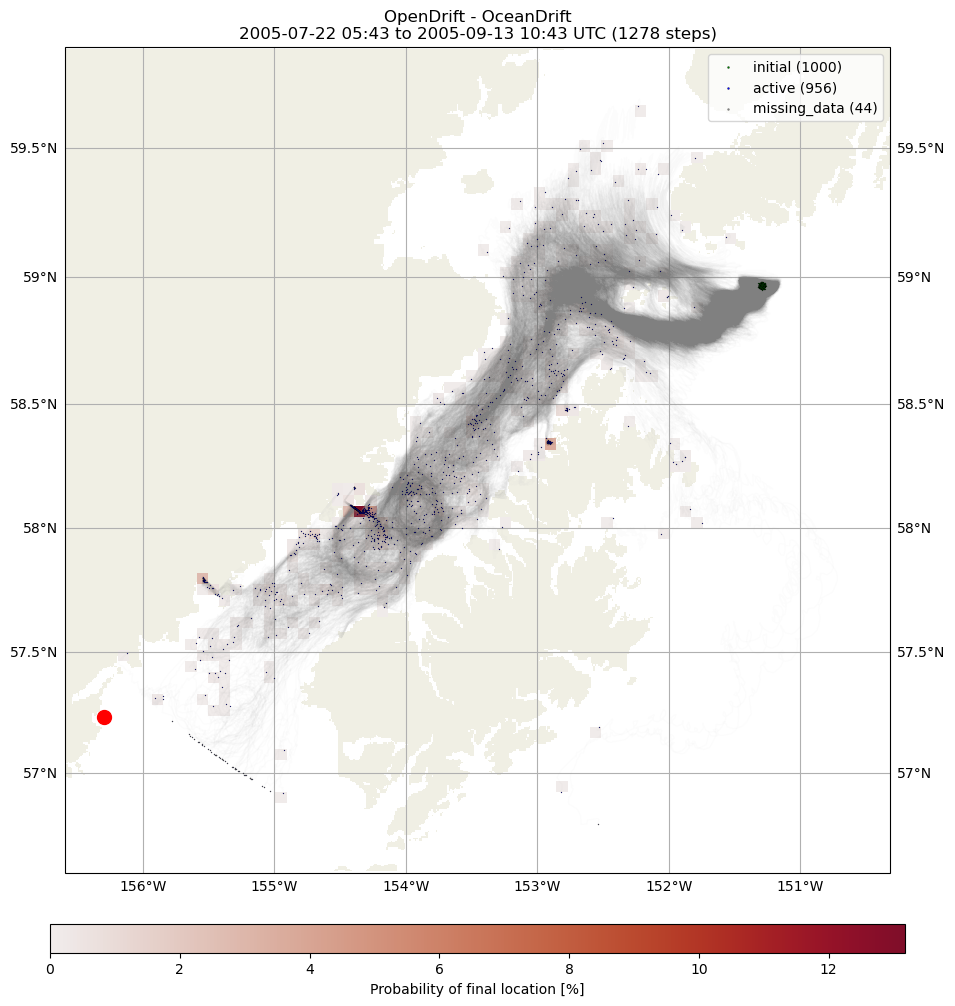 OpenDrift - OceanDrift
2005-07-22 05:43 to 2005-09-13 10:43 UTC (1278 steps)
initial (1000)
active (956)
missing_data (44)
59.5°N 59.5°N
59°N 59°N
58.5°N 58.5°N
58°N 58°N
57.5°N 57.5°N
57°N 57°N
156°W 155°W 154°W 153°W 152°W 151°W
0 2 4 6 8 10 12
Probability of final location [%]